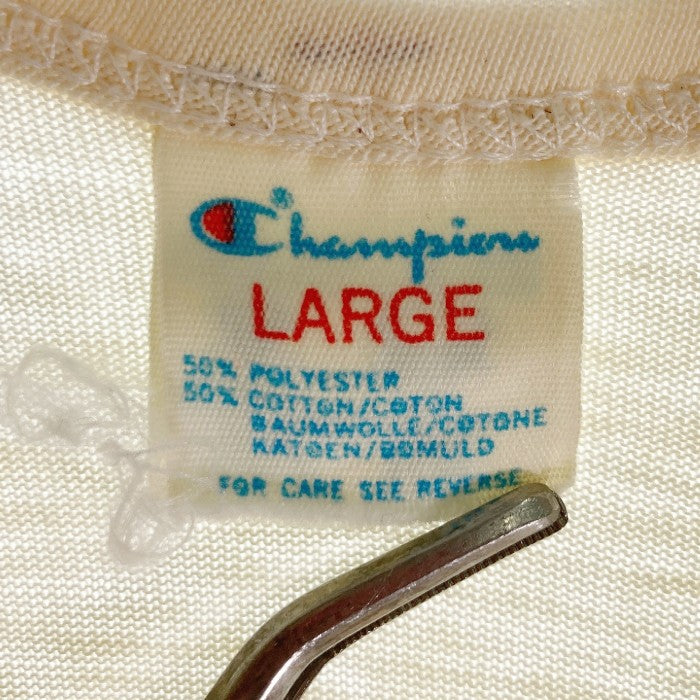 Champion®
LARGE
50% POLYESTER
50% COTTON/COTON
BAUMWOLLE/COTONE
KATOEN/BOMULD
FOR CARE SEE REVERSE